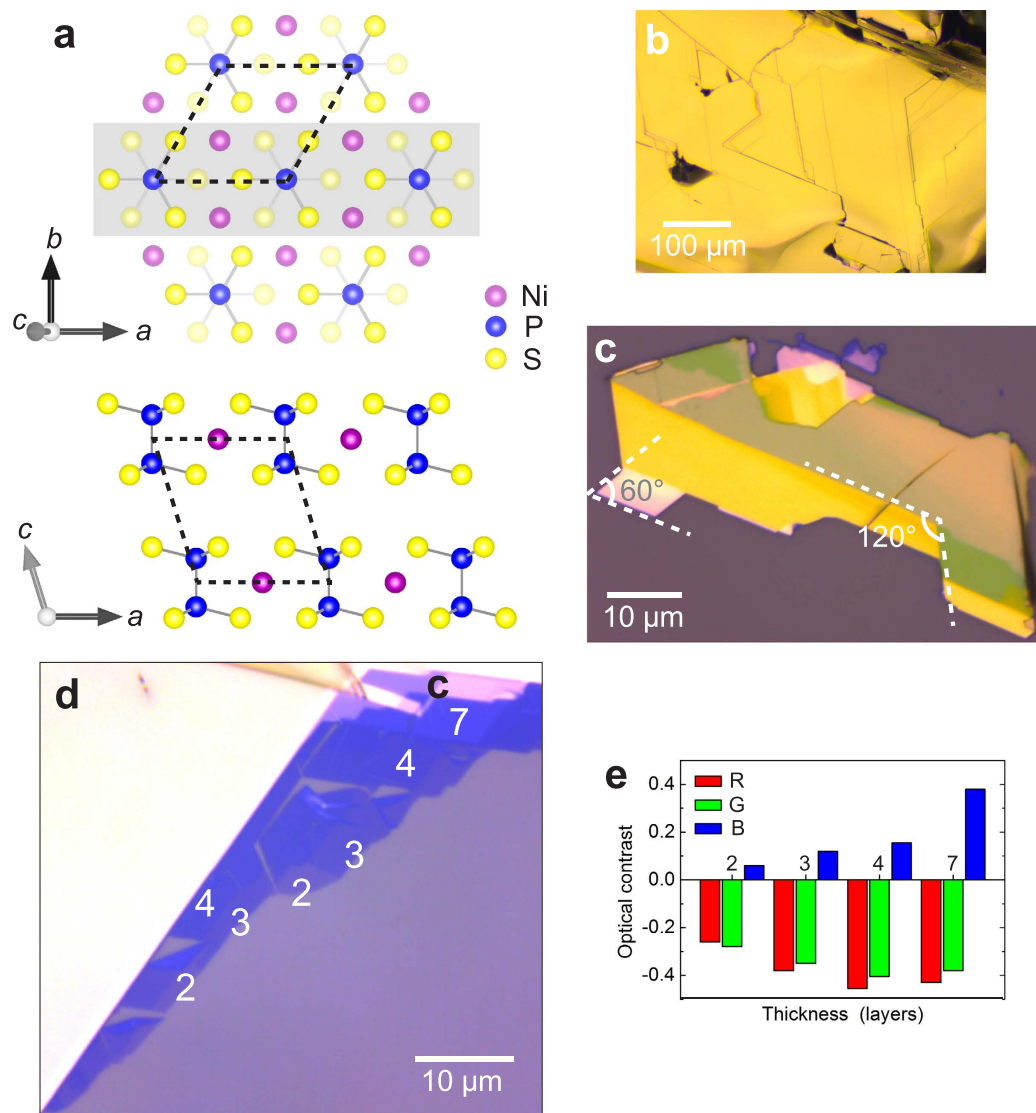 a
b
c
a
Ni
P
S
c
a
b
100 µm
c
60°
120°
10 µm
d
c
7
4
3
2
4
3
2
10 µm
e
R
G
B
0.4
0.2
0.0
-0.2
-0.4
2 3 4 7
Optical contrast
Thickness (layers)